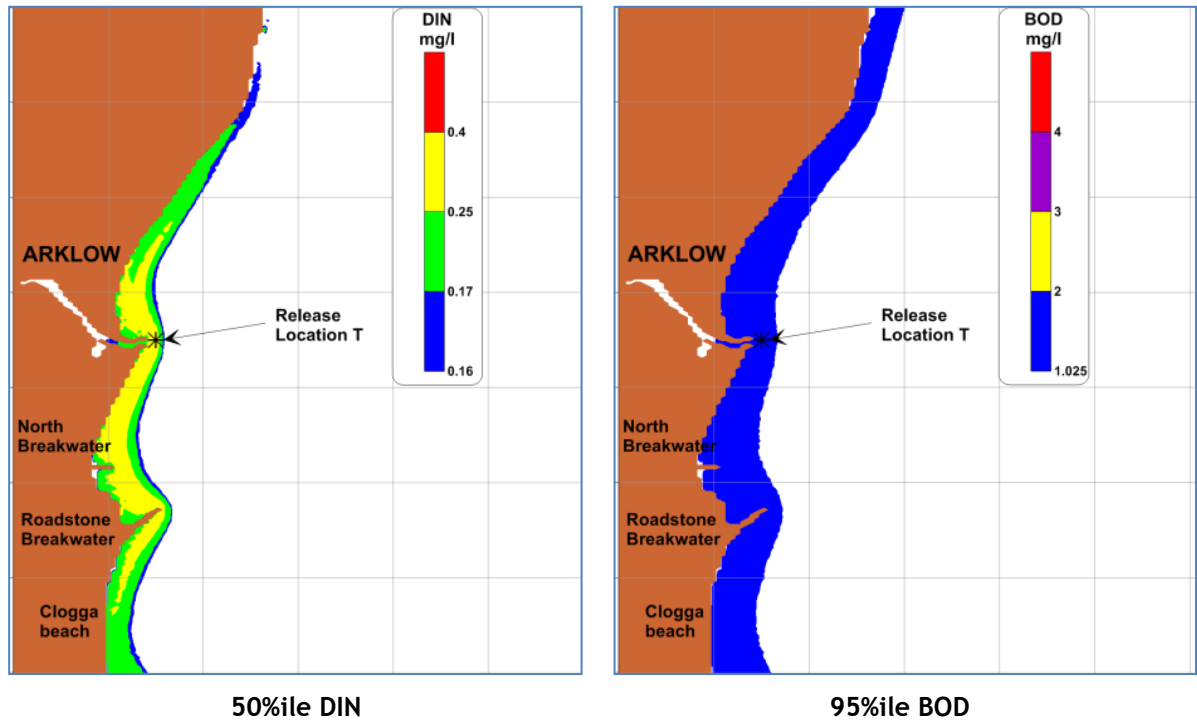 DIN
mg/l
0.4
0.25
0.17
0.16
ARKLOW
Release
Location T
North
Breakwater
Roadstone
Breakwater
Clogga
beach
50%ile DIN
BOD
mg/l
4
3
2
1.025
ARKLOW
Release
Location T
North
Breakwater
Roadstone
Breakwater
Clogga
beach
95%ile BOD